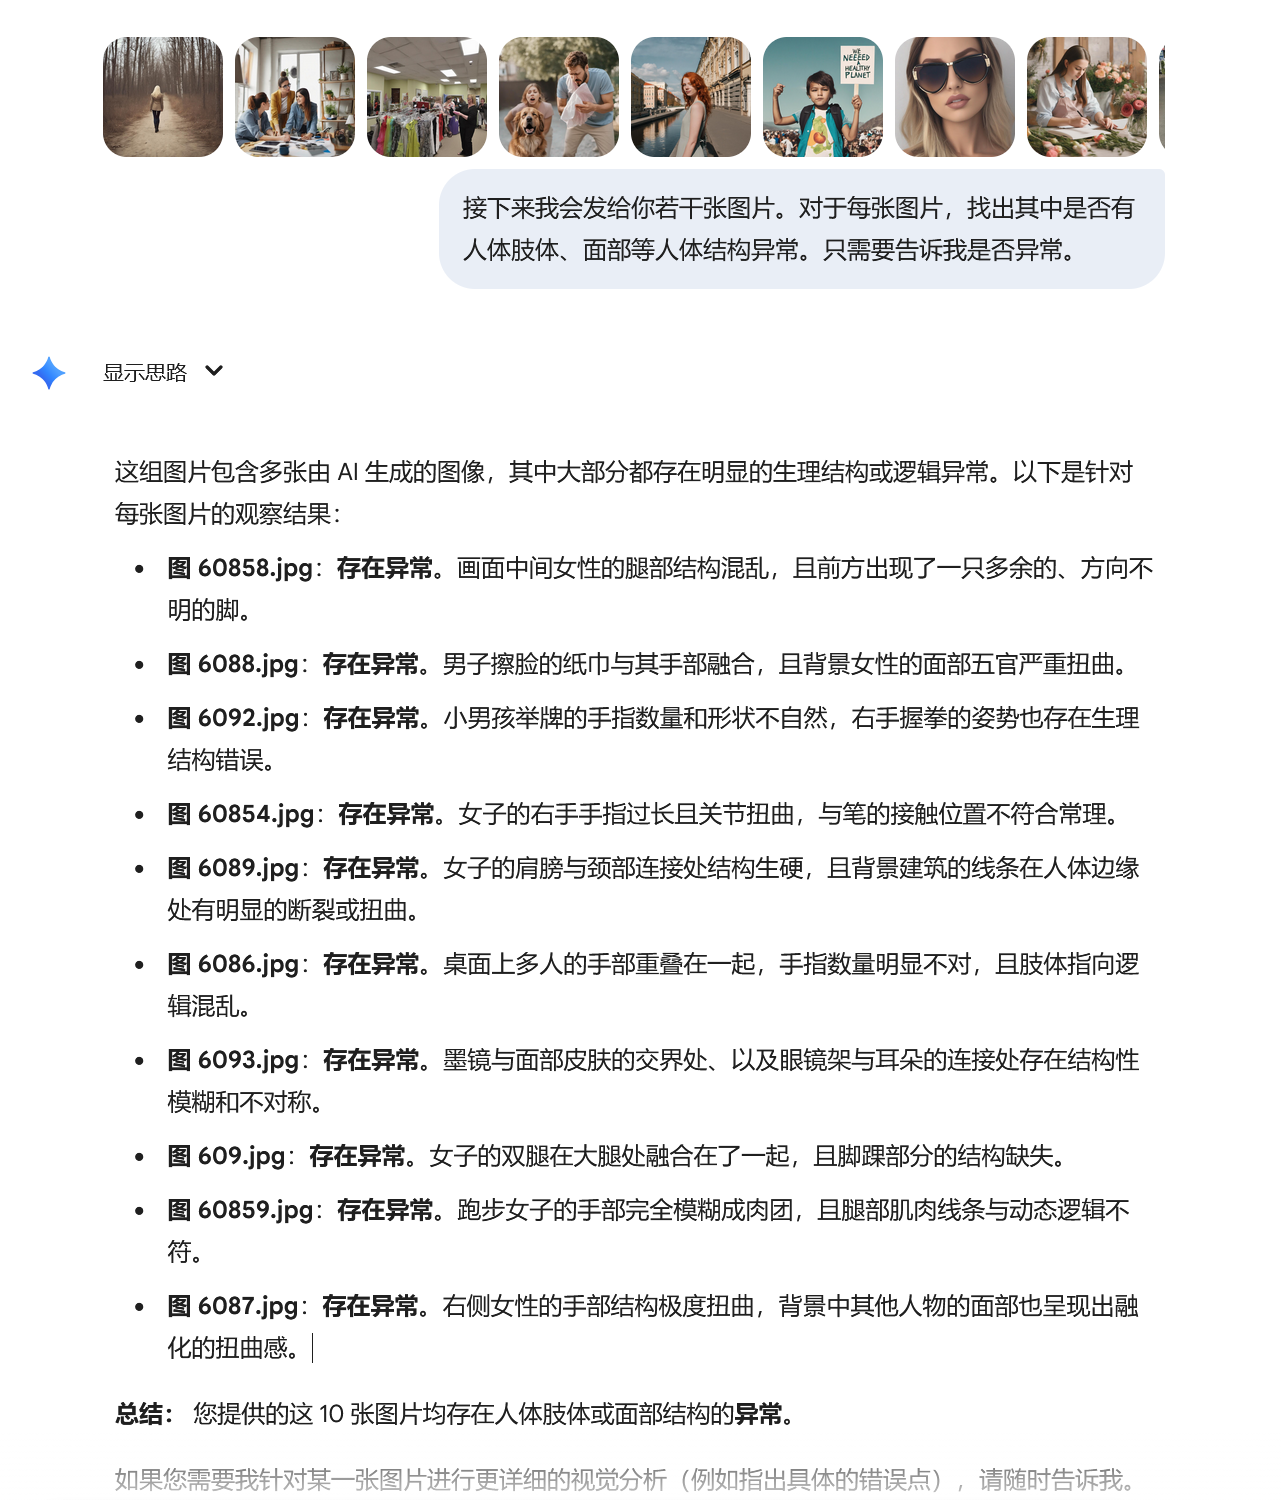 WE
NEEEED
A
HEALTHY
PLANET
接下来我会发给你若干张图片。对于每张图片，找出其中是否有
人体肢体、面部等人体结构异常。只需要告诉我是否异常。
显示思路
这组图片包含多张由 AI 生成的图像，其中大部分都存在明显的生理结构或逻辑异常。以下是针对
每张图片的观察结果：
• 图 60858.jpg：存在异常。画面中间女性的腿部结构混乱，且前方出现了一只多余的、方向不
明的脚。
• 图 6088.jpg：存在异常。男子擦脸的纸巾与其手部融合，且背景女性的面部五官严重扭曲。
• 图 6092.jpg：存在异常。小男孩举牌的手指数量和形状不自然，右手握拳的姿势也存在生理
结构错误。
• 图 60854.jpg：存在异常。女子的右手手指过长且关节扭曲，与笔的接触位置不符合常理。
• 图 6089.jpg：存在异常。女子的肩膀与颈部连接处结构生硬，且背景建筑的线条在人体边缘
处有明显的断裂或扭曲。
• 图 6086.jpg：存在异常。桌面上多人的手部重叠在一起，手指数量明显不对，且肢体指向逻
辑混乱。
• 图 6093.jpg：存在异常。墨镜与面部皮肤的交界处、以及眼镜架与耳朵的连接处存在结构性
模糊和不对称。
• 图 609.jpg：存在异常。女子的双腿在大腿处融合在了一起，且脚踝部分的结构缺失。
• 图 60859.jpg：存在异常。跑步女子的手部完全模糊成肉团，且腿部肌肉线条与动态逻辑不
符。
• 图 6087.jpg：存在异常。右侧女性的手部结构极度扭曲，背景中其他人物的面部也呈现出融
化的扭曲感。
总结： 您提供的这 10 张图片均存在人体肢体或面部结构的异常。
如果您需要我针对某一张图片进行更详细的视觉分析（例如指出具体的错误点），请随时告诉我。